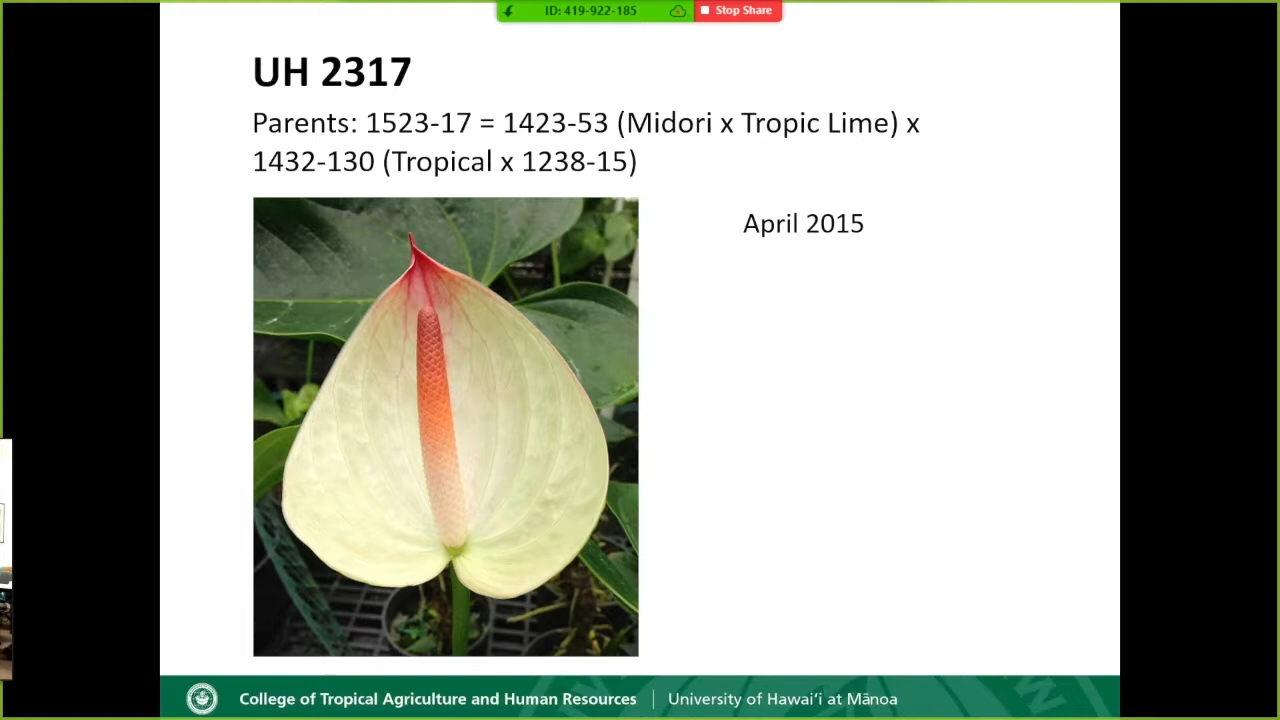 ID: 419-922-185 Stop Share
UH 2317
Parents: 1523-17 = 1423-53 (Midori x Tropic Lime) x
1432-130 (Tropical x 1238-15)
April 2015
College of Tropical Agriculture and Human Resources | University of Hawaiʻi at Mānoa